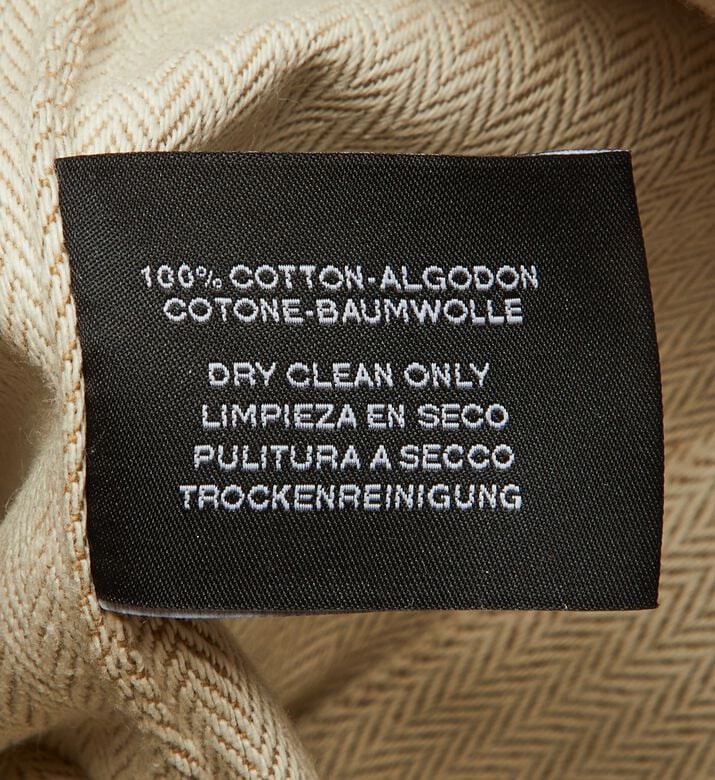 100% COTTON-ALGODON
COTONE-BAUMWOLLE
DRY CLEAN ONLY
LIMPIEZA EN SECO
PULITURA A SECCO
TROCKENREINIGUNG